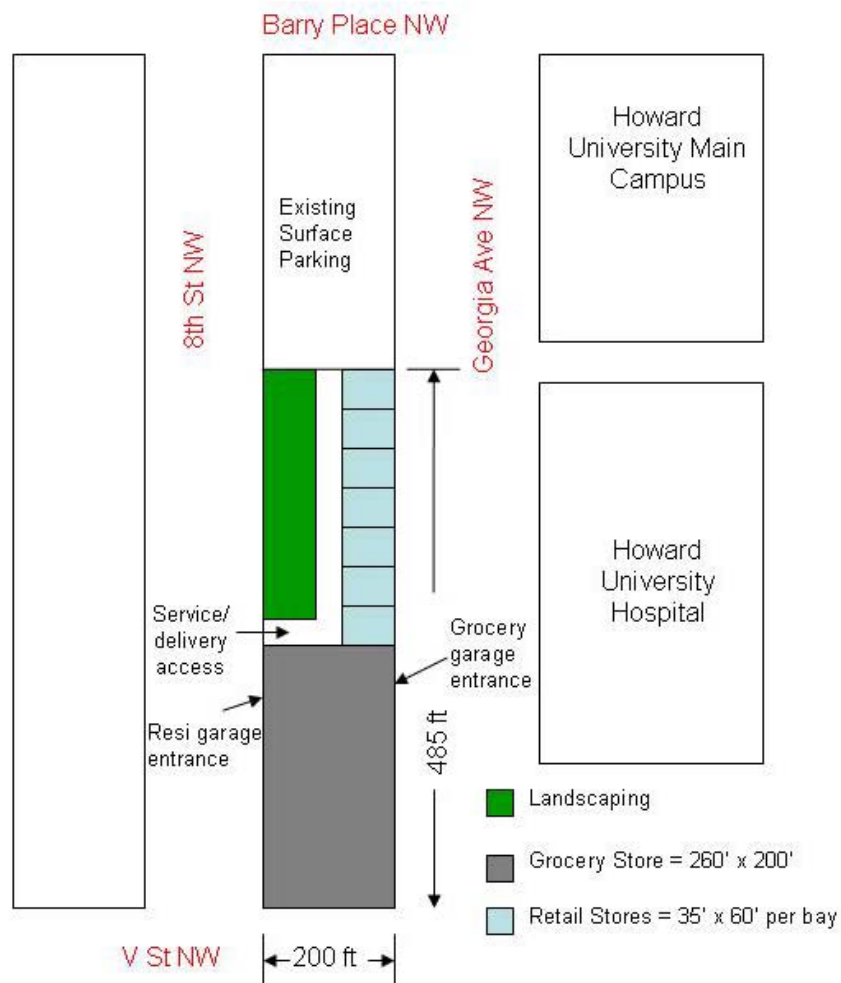 Barry Place NW
Howard
University Main
Campus
Existing
Surface
Parking
8th St NW
Georgia Ave NW
Howard
University
Hospital
Service/
delivery
access
Grocery
garage
entrance
Resi garage
entrance
485 ft
Landscaping
Grocery Store = 260' x 200'
Retail Stores = 35' x 60' per bay
V St NW
200 ft